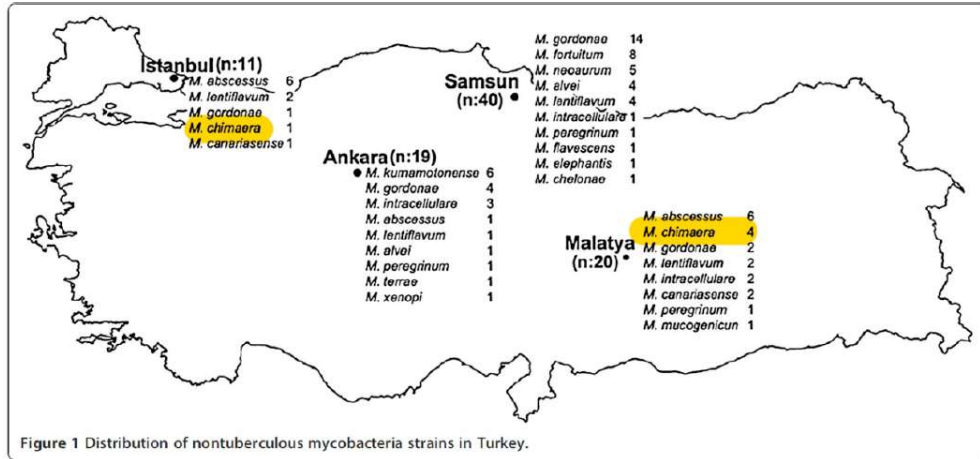 İstanbul(n:11)
M. abscessus 6
M. lentiflavum 2
M. gordonae 1
M. chimaera 1
M. canariasense 1
Samsun
(n:40)
M. gordonae 14
M. fortuitum 8
M. neoaurum 5
M. alvei 4
M. lentiflavum 4
M. intracellulare 1
M. peregrinum 1
M. flavescens 1
M. elephantis 1
M. chelonae 1
Ankara(n:19)
M. kumamotonense 6
M. gordonae 4
M. intracellulare 3
M. abscessus 1
M. lentiflavum 1
M. alvei 1
M. peregrinum 1
M. terrae 1
M. xenopi 1
Malatya
(n:20)
M. abscessus 6
M. chimaera 4
M. gordonae 2
M. lentiflavum 2
M. intracellulare 2
M. canariasense 2
M. peregrinum 1
M. mucogenicun 1
Figure 1 Distribution of nontuberculous mycobacteria strains in Turkey.